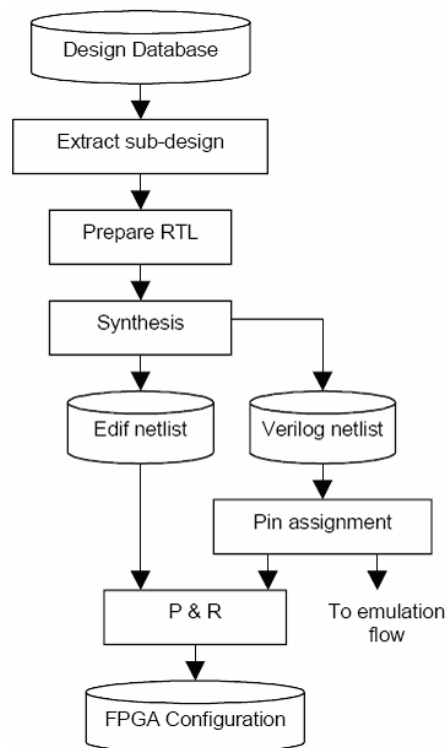 Design Database
Extract sub-design
Prepare RTL
Synthesis
Edif netlist
Verilog netlist
Pin assignment
P & R
To emulation
flow
FPGA Configuration